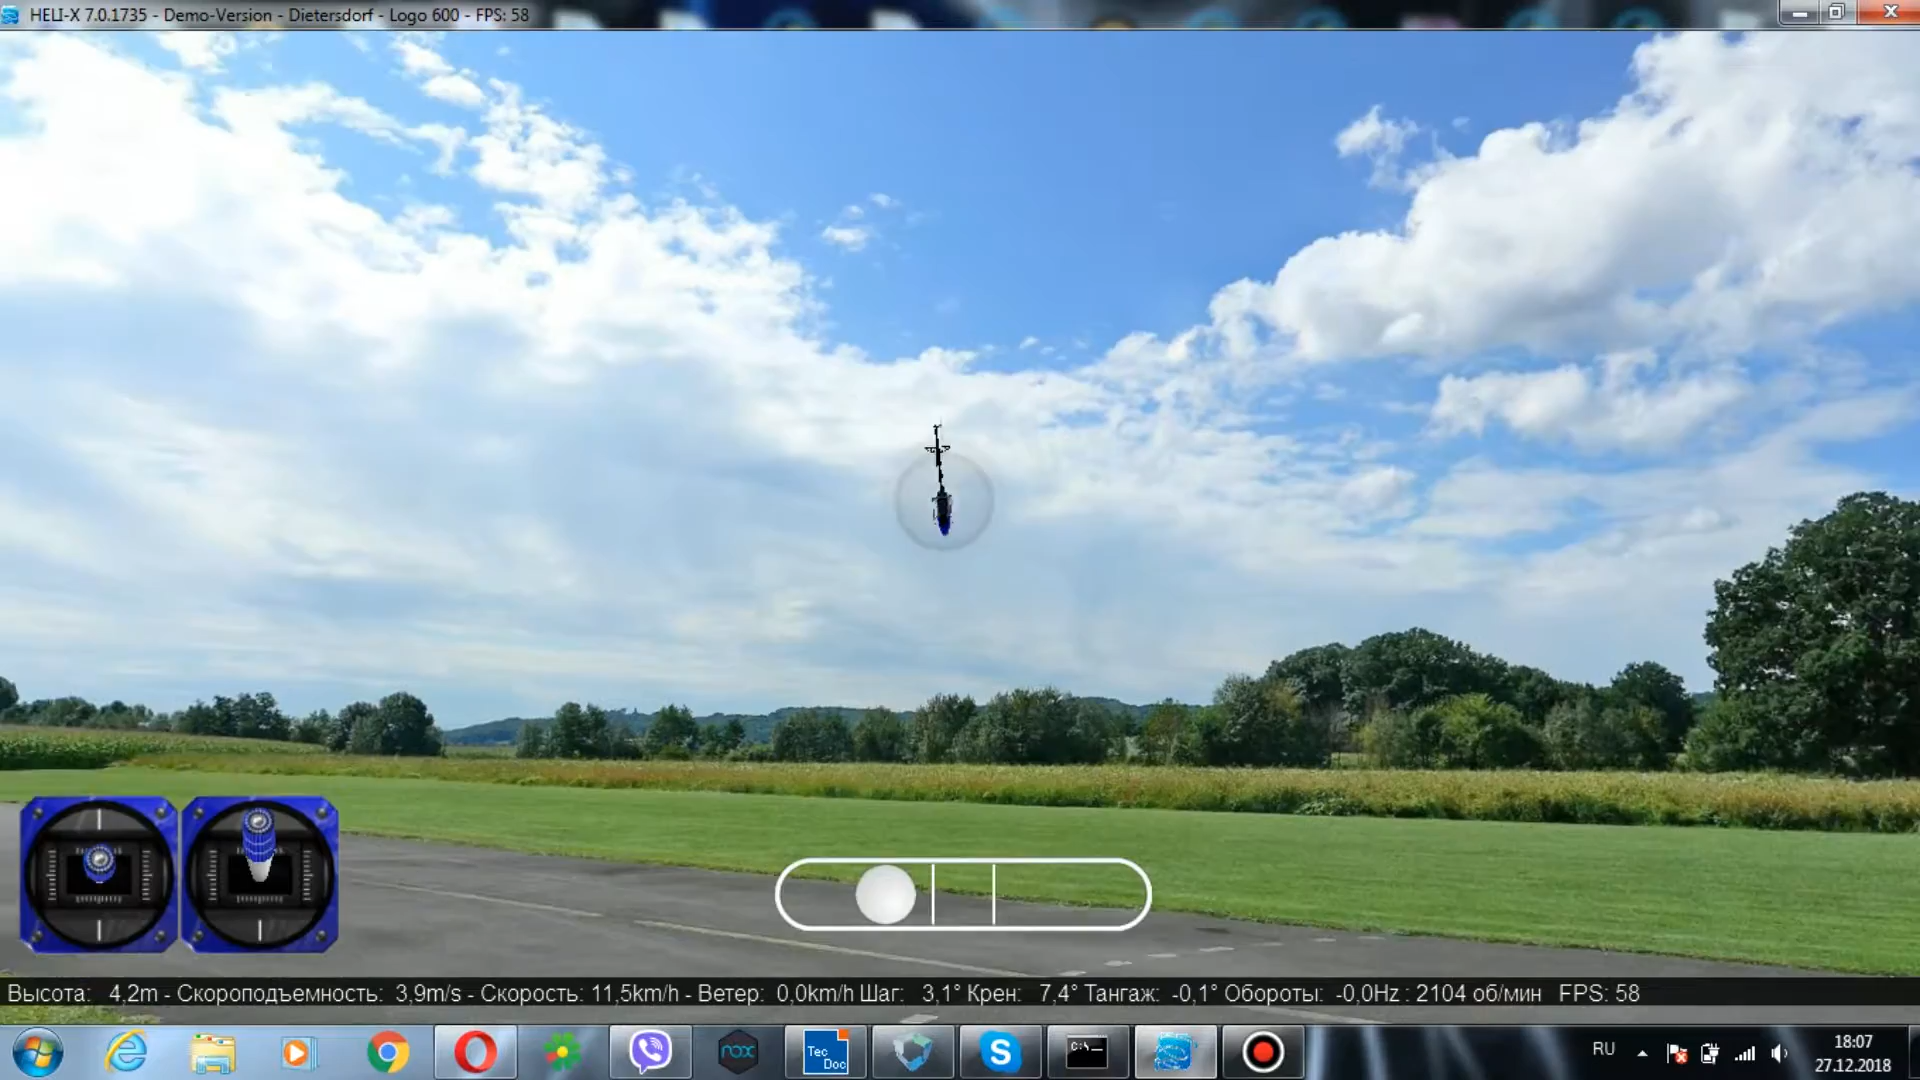 HELI-X 7.0.1735 - Demo-Version - Dietersdorf - Logo 600 - FPS: 58
Высота: 4,2m - Скороподъемность: 3,9m/s - Скорость: 11,5km/h - Ветер: 0,0km/h Шаг: 3,1° Крен: 7,4° Тангаж: -0,1° Обороты: -0,0Hz : 2104 об/мин FPS: 58
nox
Tec
Doc
C:\
RU
18:07
27.12.2018